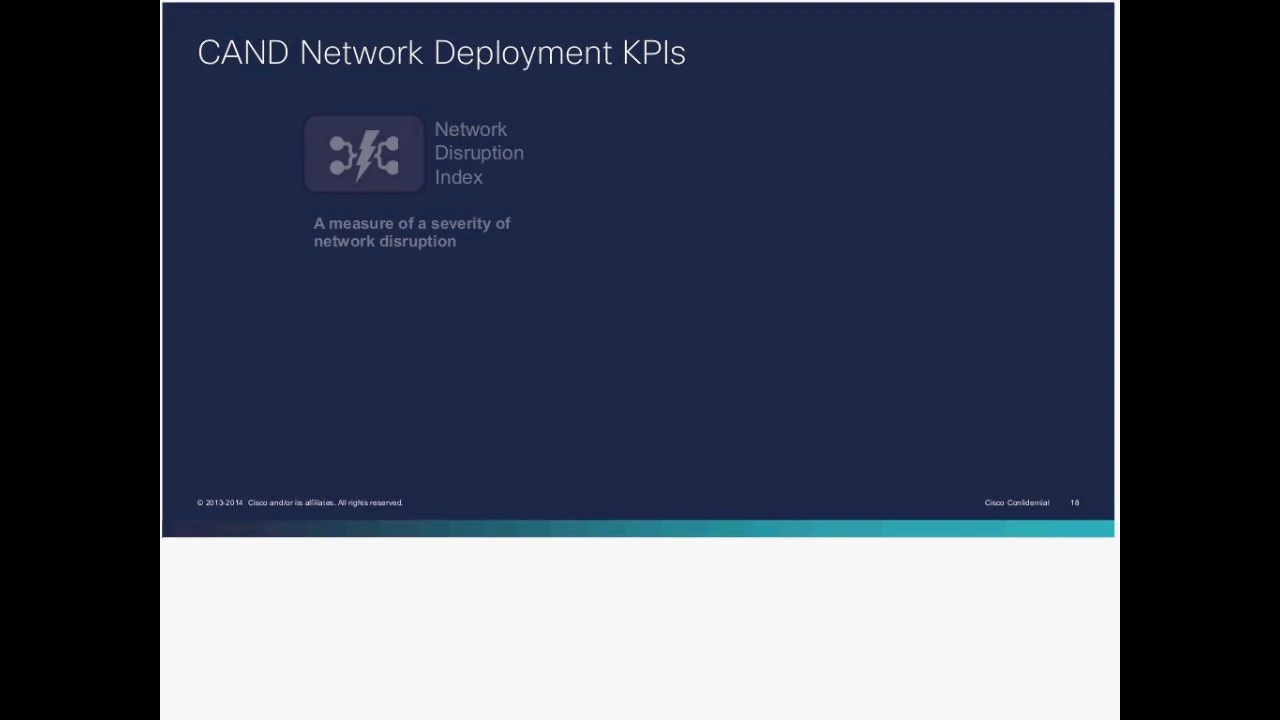 CAND Network Deployment KPIs
Network
Disruption
Index
A measure of a severity of
network disruption
© 2013-2014 Cisco and/or its affiliates. All rights reserved.
Cisco Confidential 16